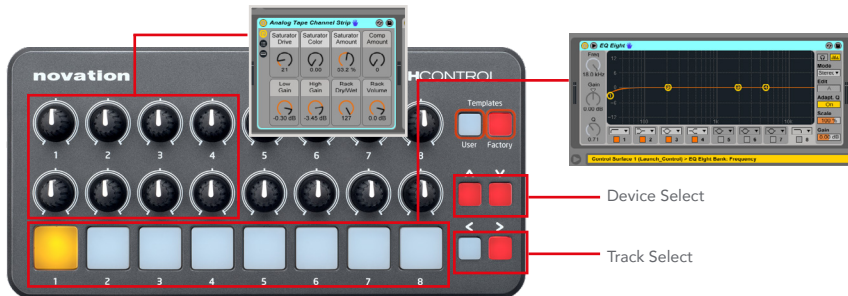 Analog Tape Channel Strip
Saturator Drive
Saturator Color
Saturator Amount
Comp Amount
21
0.00
33.2 %
0
Low Gain
High Gain
Rack Dry/Wet
Rack Volume
-0.30 dB
-3.45 dB
127
0.0 dB
EQ Eight
Freq
18.0 kHz
Gain
0.00 dB
Q
0.71
Mode
Stereo
Edit
A
Adapt. Q
On
Scale
100 %
Gain
0.00 dB
100
1k
10k
1 2 3 4 5 6 7 8
Control Surface 1 (Launch_Control) > EQ Eight Bank: Frequency
novation
HCONTROL
Templates
User Factory
1 2 3 4 5 6 7 8
Device Select
Track Select
1 2 3 4 5 6 7 8